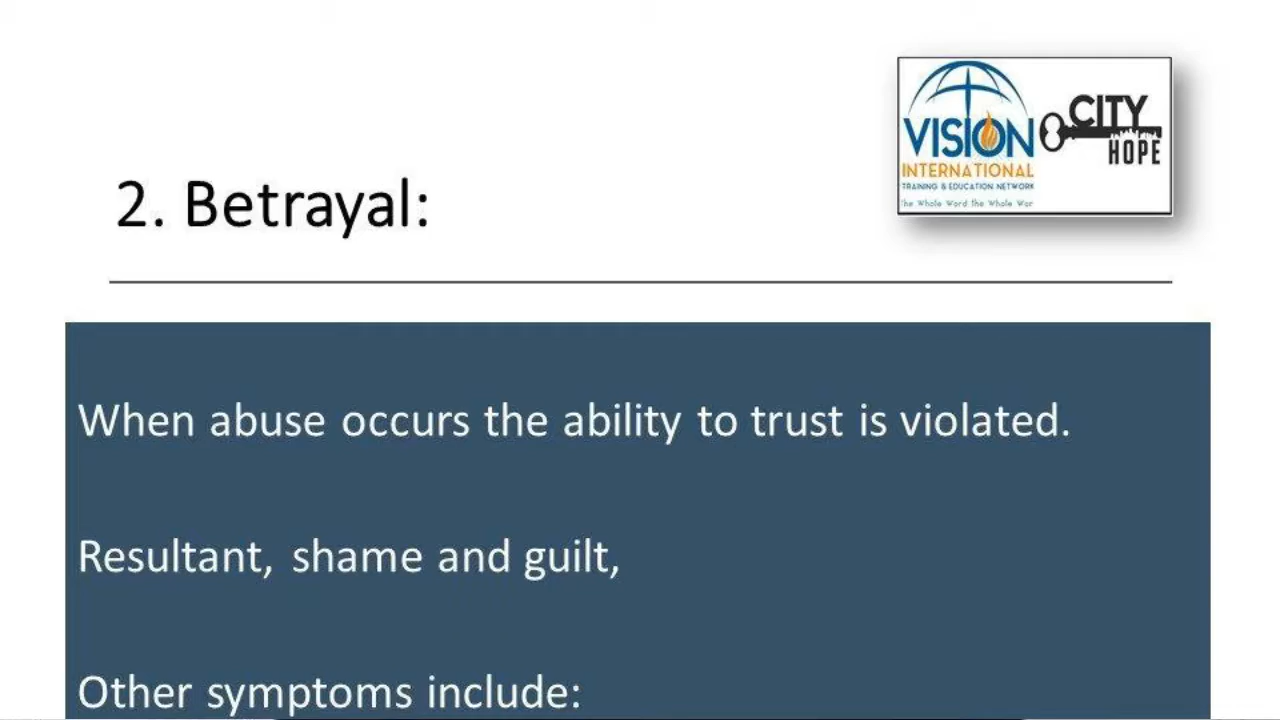 VISION
INTERNATIONAL
TRAINING & EDUCATION NETWORK
The Whole Word the Whole Wor
CITY
HOPE
2. Betrayal:
When abuse occurs the ability to trust is violated.
Resultant, shame and guilt,
Other symptoms include: